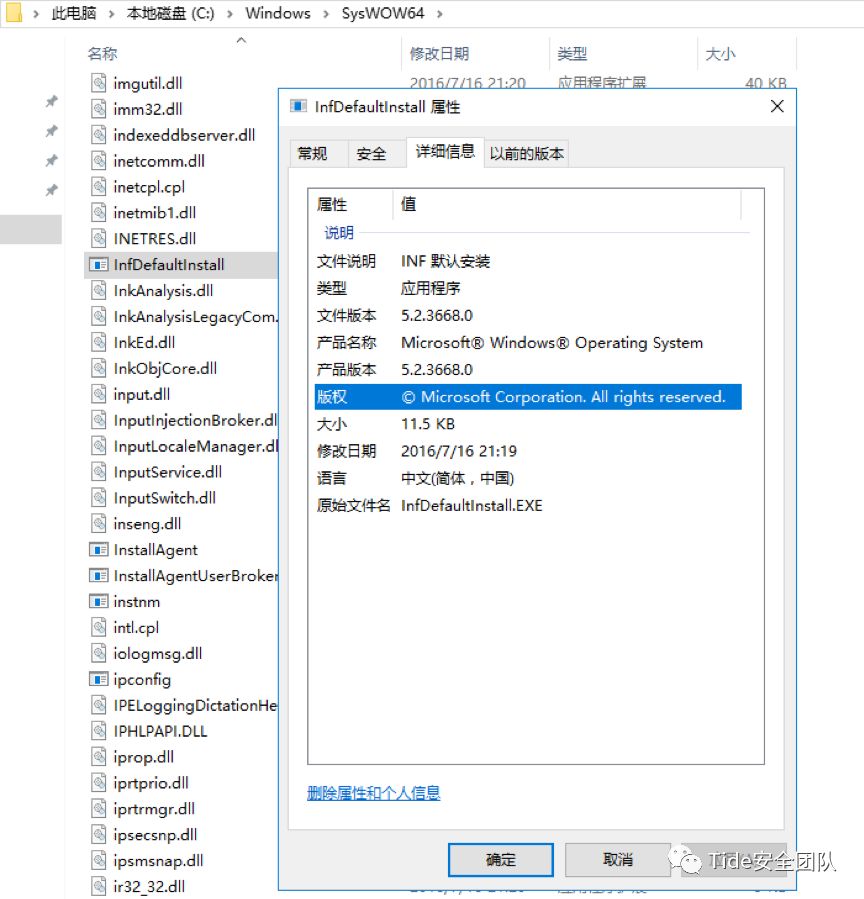 此电脑 › 本地磁盘 (C:) › Windows › SysWOW64 ›
名称 修改日期 类型 大小
imgutil.dll 2016/7/16 21:20 应用程序扩展 40 KB
imm32.dll
indexeddbserver.dll
inetcomm.dll
inetcpl.cpl
inetmib1.dll
INETRES.dll
InfDefaultInstall
InkAnalysis.dll
InkAnalysisLegacyCom.
InkEd.dll
InkObjCore.dll
input.dll
InputInjectionBroker.dl
InputLocaleManager.dl
InputService.dll
InputSwitch.dll
inseng.dll
InstallAgent
InstallAgentUserBroker
instnm
intl.cpl
iologmsg.dll
ipconfig
IPELoggingDictationHe
IPHLPAPI.DLL
iprop.dll
iprtprio.dll
iprtrmgr.dll
ipsecsnp.dll
ipsmsnap.dll
ir32_32.dll
InfDefaultInstall 属性
常规 安全 详细信息 以前的版本
属性 值
说明
文件说明 INF 默认安装
类型 应用程序
文件版本 5.2.3668.0
产品名称 Microsoft® Windows® Operating System
产品版本 5.2.3668.0
版权 © Microsoft Corporation. All rights reserved.
大小 11.5 KB
修改日期 2016/7/16 21:19
语言 中文(简体，中国)
原始文件名 InfDefaultInstall.EXE
删除属性和个人信息
确定 取消
Tide安全团队